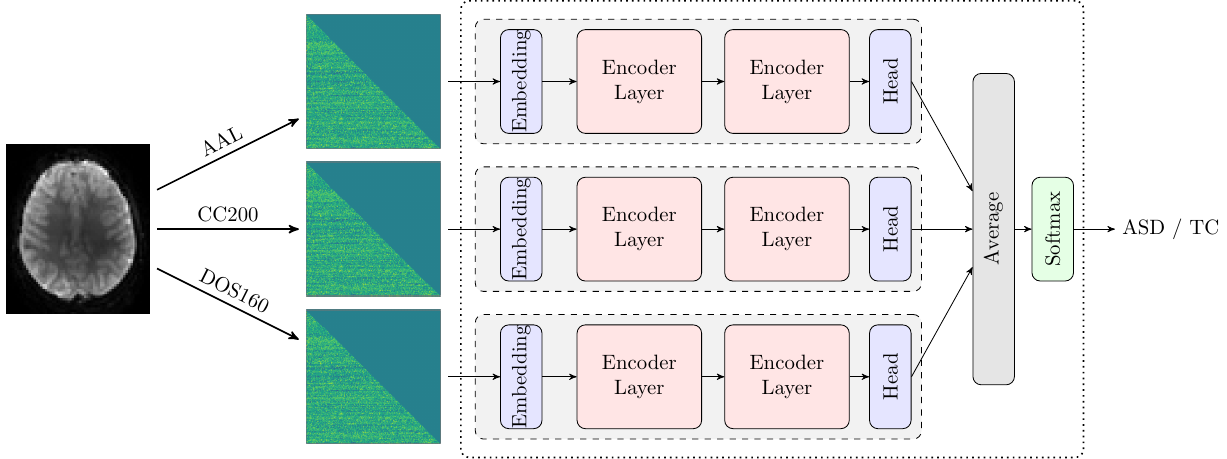 AAL
CC200
DOS160
Embedding
Encoder
Layer
Encoder
Layer
Head
Embedding
Encoder
Layer
Encoder
Layer
Head
Embedding
Encoder
Layer
Encoder
Layer
Head
Average
Softmax
ASD / TC